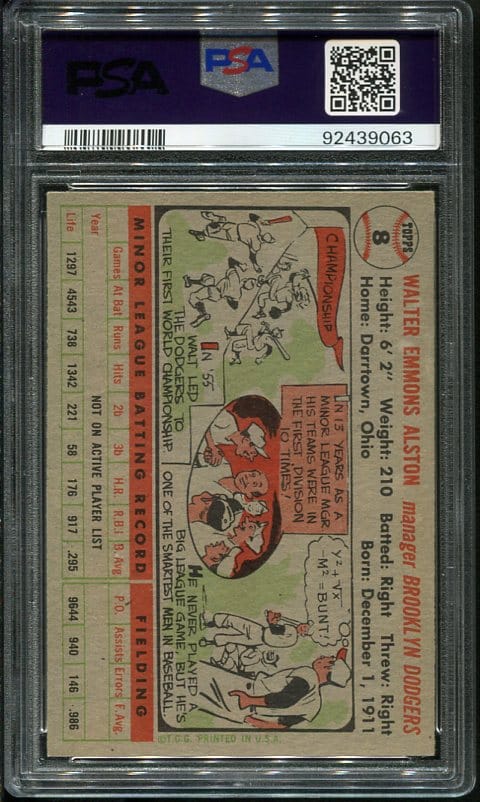 PSA
PSA
92439063
TOPPS
8
WALTER EMMONS ALSTON manager BROOKLYN DODGERS
Height: 6' 2" Weight: 210 Batted: Right Threw: Right
Home: Darrtown, Ohio Born: December 1, 1911
CHAMPIONSHIP
IN '55
WALT LED
THE DODGERS TO
THEIR FIRST WORLD CHAMPIONSHIP.
IN 13 YEARS AS A
MINOR LEAGUE MGR
HIS TEAMS WERE IN
THE FIRST DIVISION
10 TIMES!
Y²+√X
-M²=BUNT!
HE NEVER PLAYED A
BIG LEAGUE GAME, BUT HE'S
ONE OF THE SMARTEST MEN IN BASEBALL
©T.C.G. PRINTED IN U.S.A.
MINOR LEAGUE BATTING RECORD FIELDING
Year Games At Bat Runs Hits 2b 3b H.R. R.B.I B. Avg. P.O. Assists Errors F. Avg.
NOT ON ACTIVE PLAYER LIST
Life 1297 4543 738 1342 221 58 176 917 .295 9644 940 146 .986